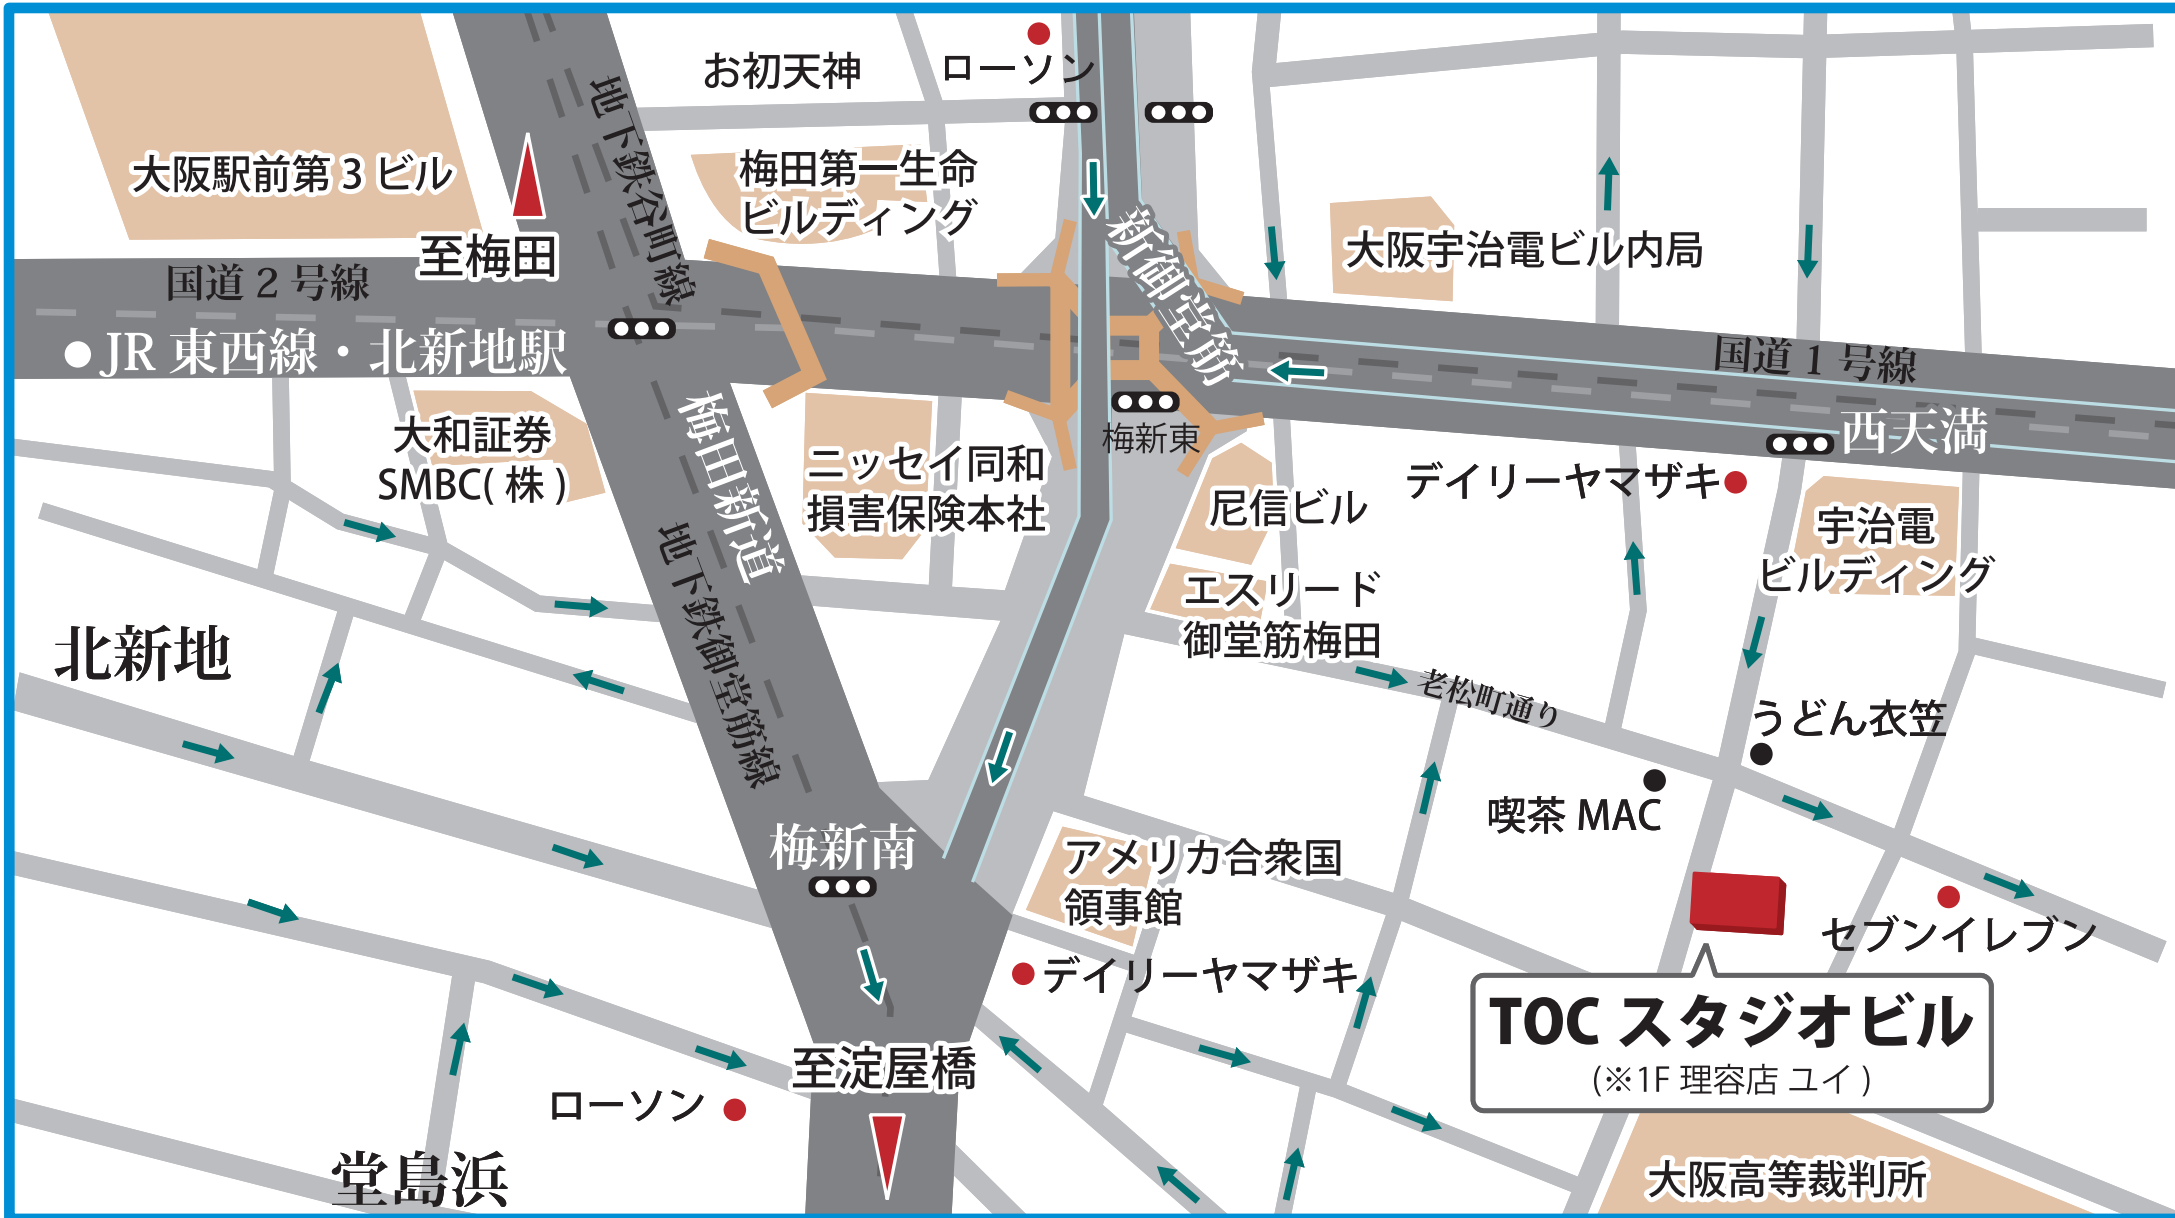 ローソン
お初天神
地下鉄谷町線
大阪駅前第3ビル
梅田第一生命
ビルディング
至梅田
新御堂筋
大阪宇治電ビル内局
国道2号線
JR東西線・北新地駅
国道1号線
西天満
大和証券
SMBC(株)
梅田新道
ニッセイ同和
損害保険本社
梅新東
尼信ビル
デイリーヤマザキ
宇治電
ビルディング
地下鉄御堂筋線
エスリード
御堂筋梅田
北新地
老松町通り
うどん衣笠
喫茶 MAC
梅新南
アメリカ合衆国
領事館
セブンイレブン
デイリーヤマザキ
TOC スタジオビル
(※1F 理容店 ユイ)
至淀屋橋
ローソン
堂島浜
大阪高等裁判所